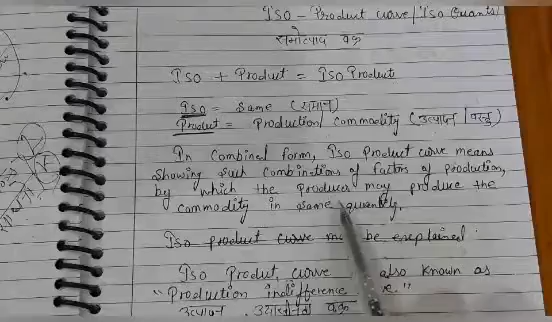 Iso - Product curve / Iso Quants
समोत्पाद वक्र
Iso + Product = Iso Product
Iso = Same (समान)
Product = Production / commodity (उत्पादन / वस्तु)
In Combined form, Iso Product curve means
showing such combinations of factors of production,
by which the producer may produce the
commodity in same quantity.
Iso product curve be explained
Iso Product curve also known as
"Production indifference
उत्पादन उदासीनता वक्र